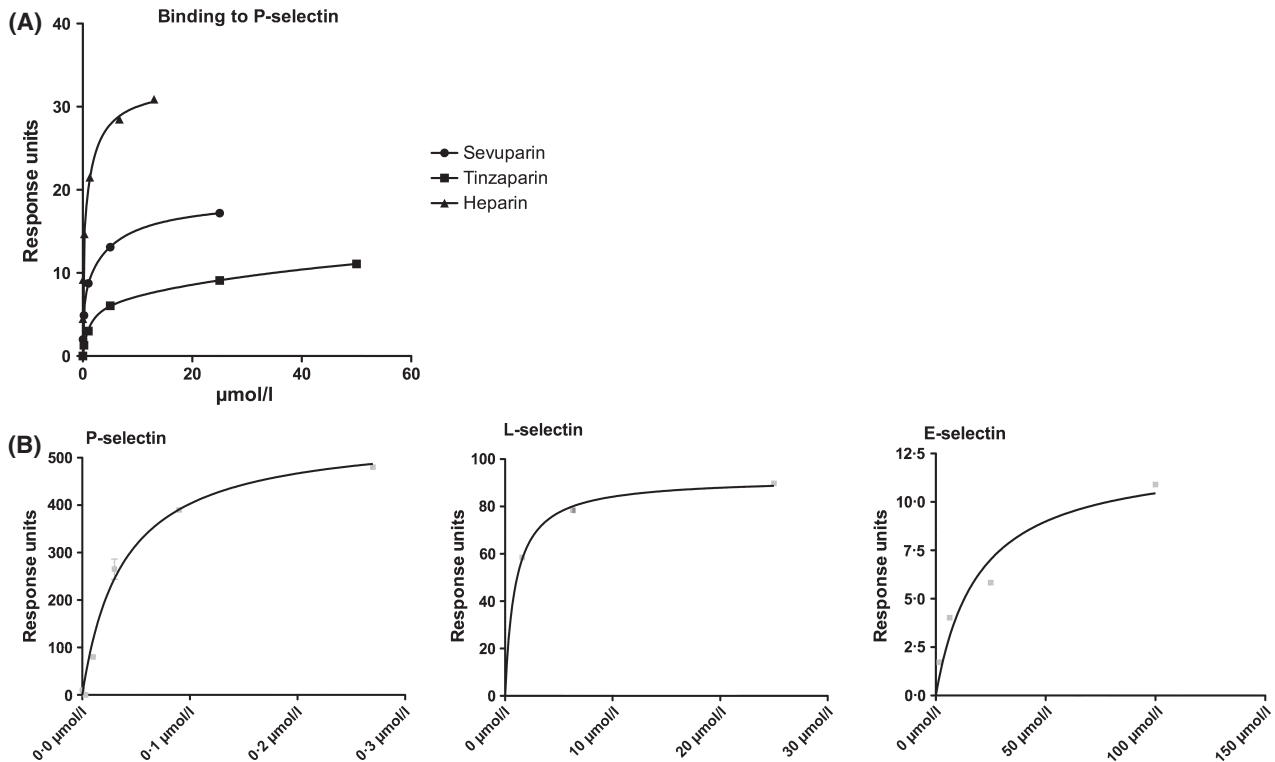 (A)
Binding to P-selectin
40
30
20
10
0
Response units
0 20 40 60
µmol/l
Sevuparin
Tinzaparin
Heparin
(B)
P-selectin
500
400
300
200
100
0
Response units
0·0 µmol/l
0·1 µmol/l
0·2 µmol/l
0·3 µmol/l
L-selectin
100
80
60
40
20
0
Response units
0 µmol/l
10 µmol/l
20 µmol/l
30 µmol/l
E-selectin
12·5
10·0
7·5
5·0
2·5
0·0
Response units
0 µmol/l
50 µmol/l
100 µmol/l
150 µmol/l